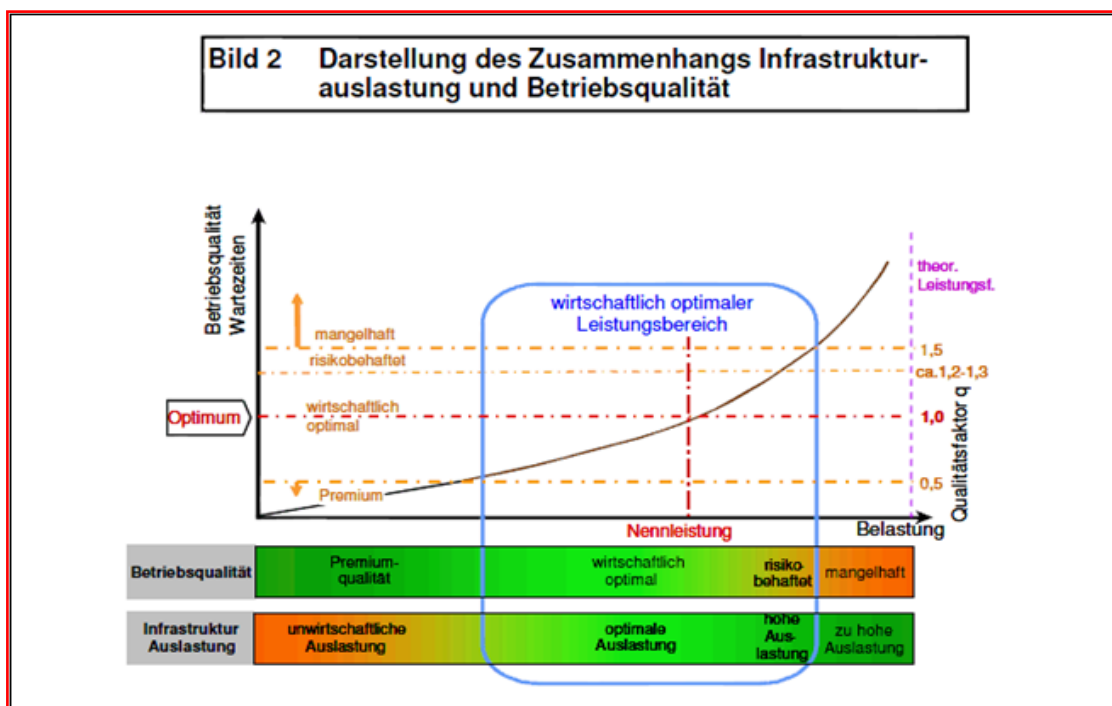 Bild 2 Darstellung des Zusammenhangs Infrastruktur-
auslastung und Betriebsqualität
Betriebsqualität
Wartezeiten
theor.
Leistungsf.
wirtschaftlich optimaler
Leistungsbereich
mangelhaft
1,5
risikobehaftet
ca.1,2-1,3
Optimum
wirtschaftlich
optimal
1,0
Qualitätsfaktor q
0,5
Premium
Nennleistung
Belastung
Betriebsqualität
Premium-
qualität
wirtschaftlich
optimal
risiko
behaftet
mangelhaft
Infrastruktur
Auslastung
unwirtschaftliche
Auslastung
optimale
Auslastung
hohe
Aus-
lastung
zu hohe
Auslastung